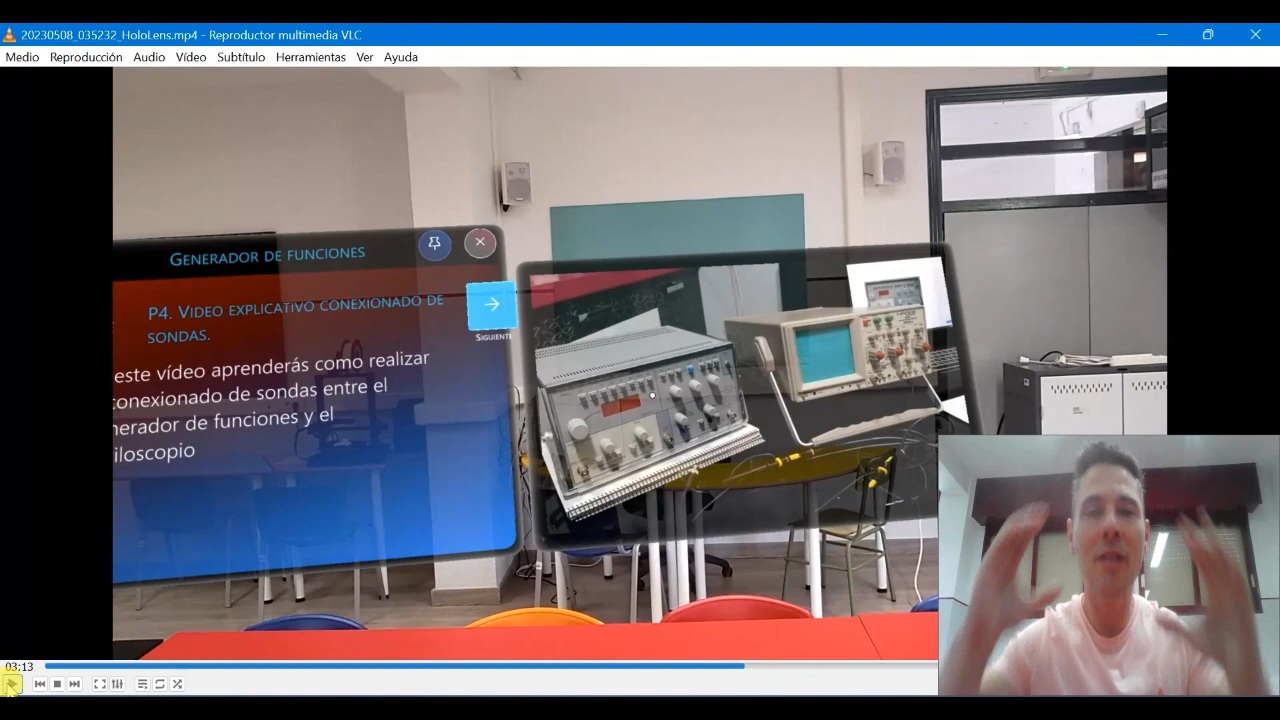 20230508_035232_HoloLens.mp4 - Reproductor multimedia VLC
Medio Reproducción Audio Vídeo Subtítulo Herramientas Ver Ayuda
GENERADOR DE FUNCIONES
P4. VIDEO EXPLICATIVO CONEXIONADO DE
SONDAS.
SIGUIENTE
este vídeo aprenderás como realizar
conexionado de sondas entre el
nerador de funciones y el
iloscopio
03:13